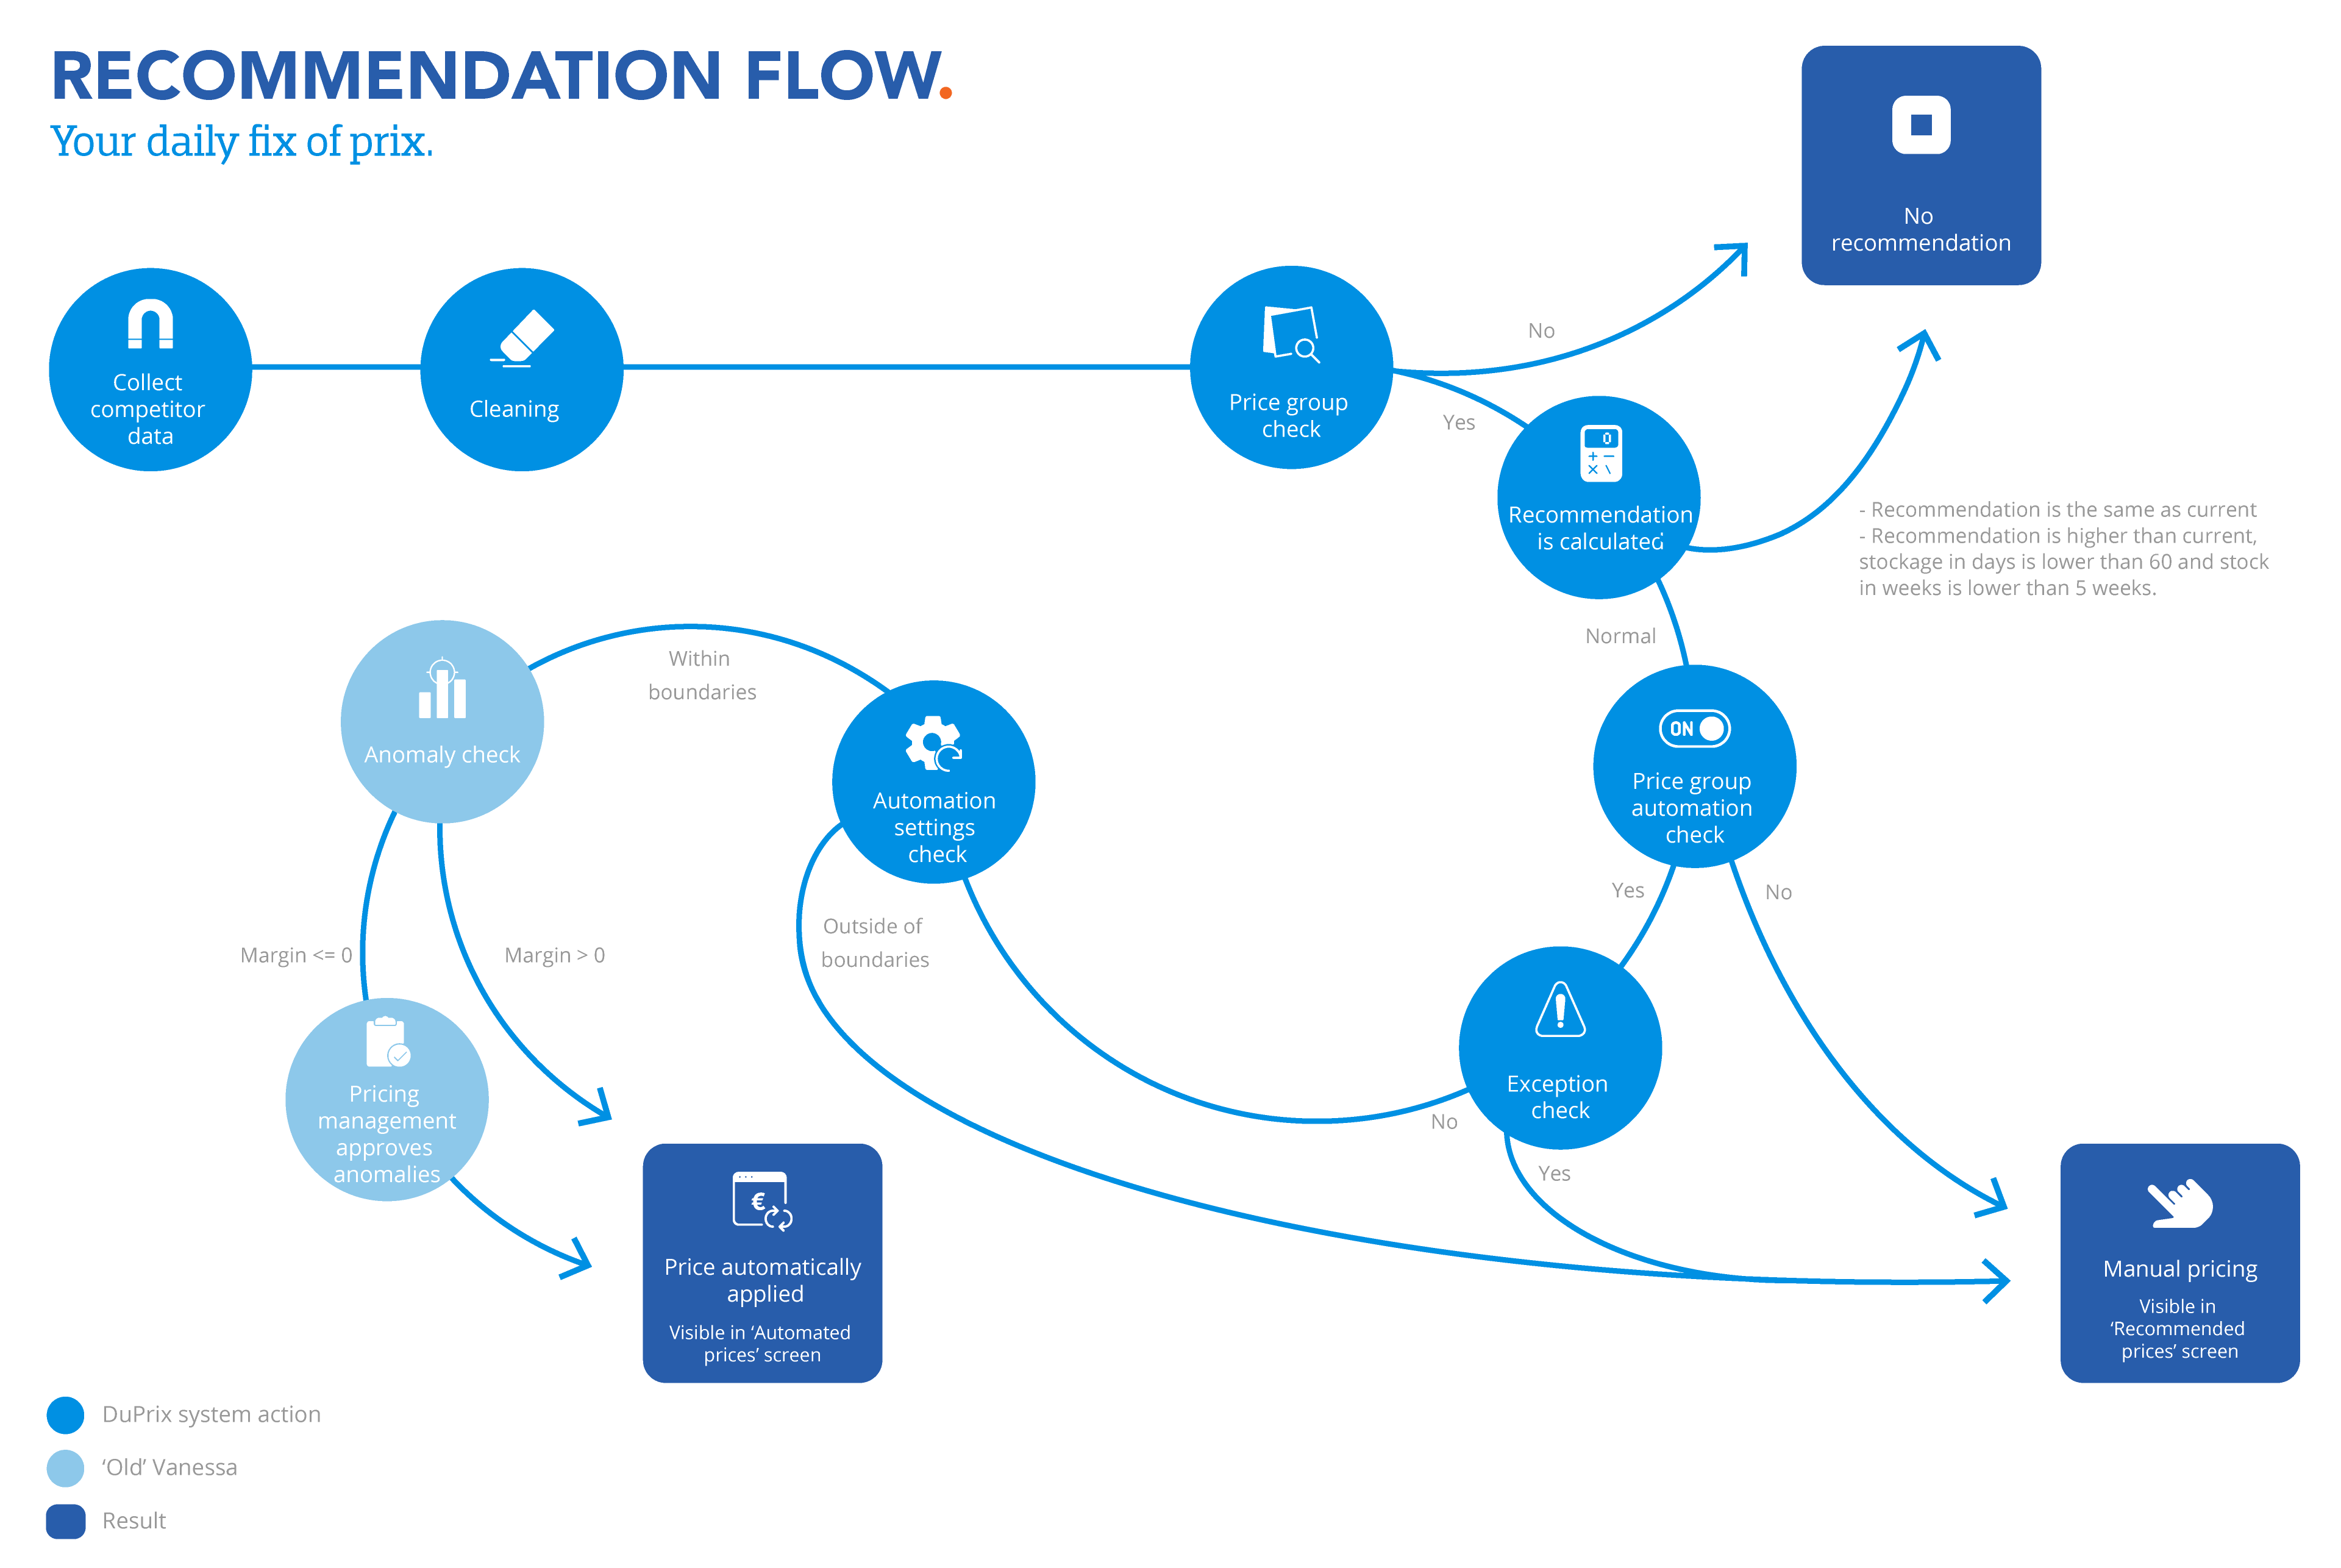 RECOMMENDATION FLOW.
Your daily fix of prix.
No
recommendation
Collect
competitor
data
Cleaning
Price group
check
No
Yes
0
Recommendation
is calculated
- Recommendation is the same as current
- Recommendation is higher than current,
stockage in days is lower than 60 and stock
in weeks is lower than 5 weeks.
Normal
Anomaly check
Within
boundaries
Automation
settings
check
ON
Price group
automation
check
Yes
No
Outside of
boundaries
Margin <= 0
Margin > 0
Exception
check
No
Yes
Pricing
management
approves
anomalies
€
Price automatically
applied
Visible in ‘Automated
prices’ screen
Manual pricing
Visible in
‘Recommended
prices’ screen
DuPrix system action
‘Old’ Vanessa
Result